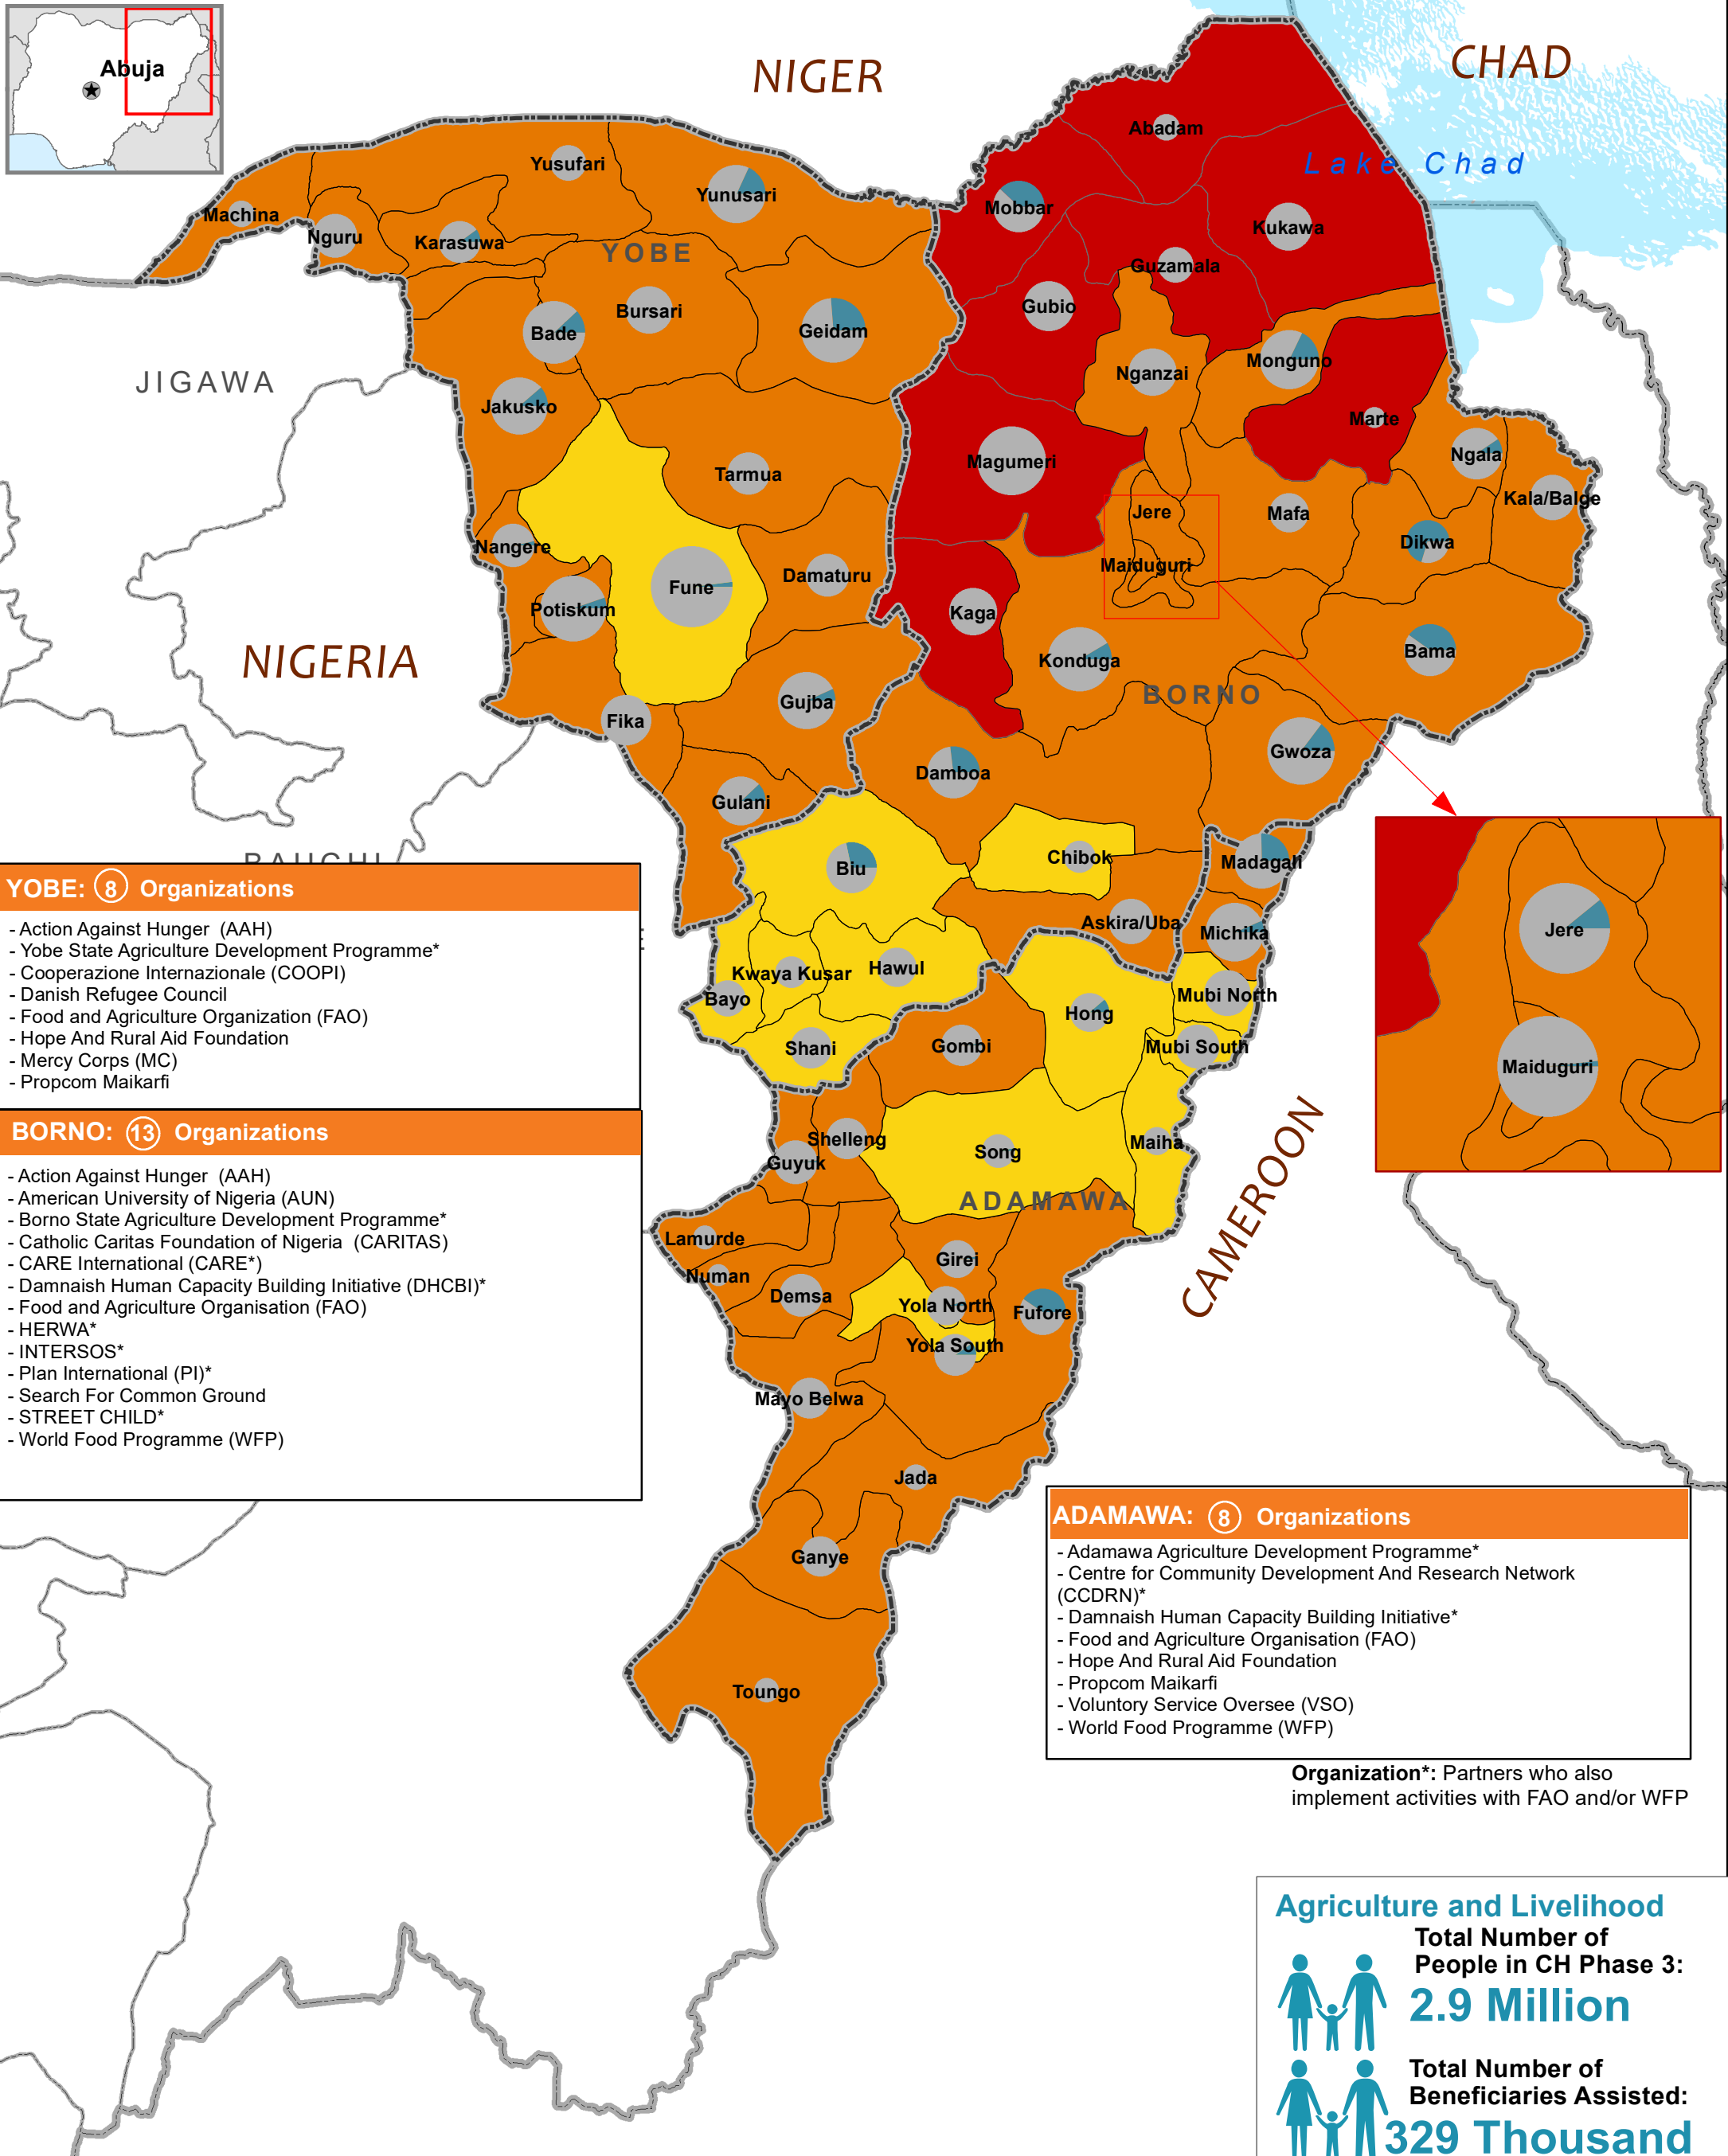 Abuja
NIGER
CHAD
Lake Chad
Abadam
Yusufari
Yunusari
Mobbar
Machina
Nguru
Karasuwa
YOBE
Kukawa
Guzamala
Gubio
Bursari
Bade
Geidam
Monguno
Nganzai
JIGAWA
Jakusko
Marte
Magumeri
Ngala
Tarmua
Kala/Balge
Jere
Mafa
Dikwa
Nangere
Maiduguri
Damaturu
Fune
Potiskum
Kaga
NIGERIA
Konduga
Bama
BORNO
Gujba
Fika
Gwoza
Damboa
Gulani
BAUCHI
Biu
Chibok
Madagali
Askira/Uba
Michika
Kwaya Kusar
Hawul
Bayo
Mubi North
Hong
Shani
Gombi
Mubi South
Jere
Maiduguri
Shelleng
Guyuk
Song
Maiha
ADAMAWA
CAMEROON
Lamurde
Girei
Numan
Demsa
Yola North
Fufore
Yola South
Mayo Belwa
Jada
Ganye
Toungo
YOBE: 8 Organizations
- Action Against Hunger (AAH)
- Yobe State Agriculture Development Programme*
- Cooperazione Internazionale (COOPI)
- Danish Refugee Council
- Food and Agriculture Organization (FAO)
- Hope And Rural Aid Foundation
- Mercy Corps (MC)
- Propcom Maikarfi
BORNO: 13 Organizations
- Action Against Hunger (AAH)
- American University of Nigeria (AUN)
- Borno State Agriculture Development Programme*
- Catholic Caritas Foundation of Nigeria (CARITAS)
- CARE International (CARE*)
- Damnaish Human Capacity Building Initiative (DHCBI)*
- Food and Agriculture Organisation (FAO)
- HERWA*
- INTERSOS*
- Plan International (PI)*
- Search For Common Ground
- STREET CHILD*
- World Food Programme (WFP)
ADAMAWA: 8 Organizations
- Adamawa Agriculture Development Programme*
- Centre for Community Development And Research Network
(CCDRN)*
- Damnaish Human Capacity Building Initiative*
- Food and Agriculture Organisation (FAO)
- Hope And Rural Aid Foundation
- Propcom Maikarfi
- Voluntory Service Oversee (VSO)
- World Food Programme (WFP)
Organization*: Partners who also
implement activities with FAO and/or WFP
Agriculture and Livelihood
Total Number of
People in CH Phase 3:
2.9 Million
Total Number of
Beneficiaries Assisted:
329 Thousand